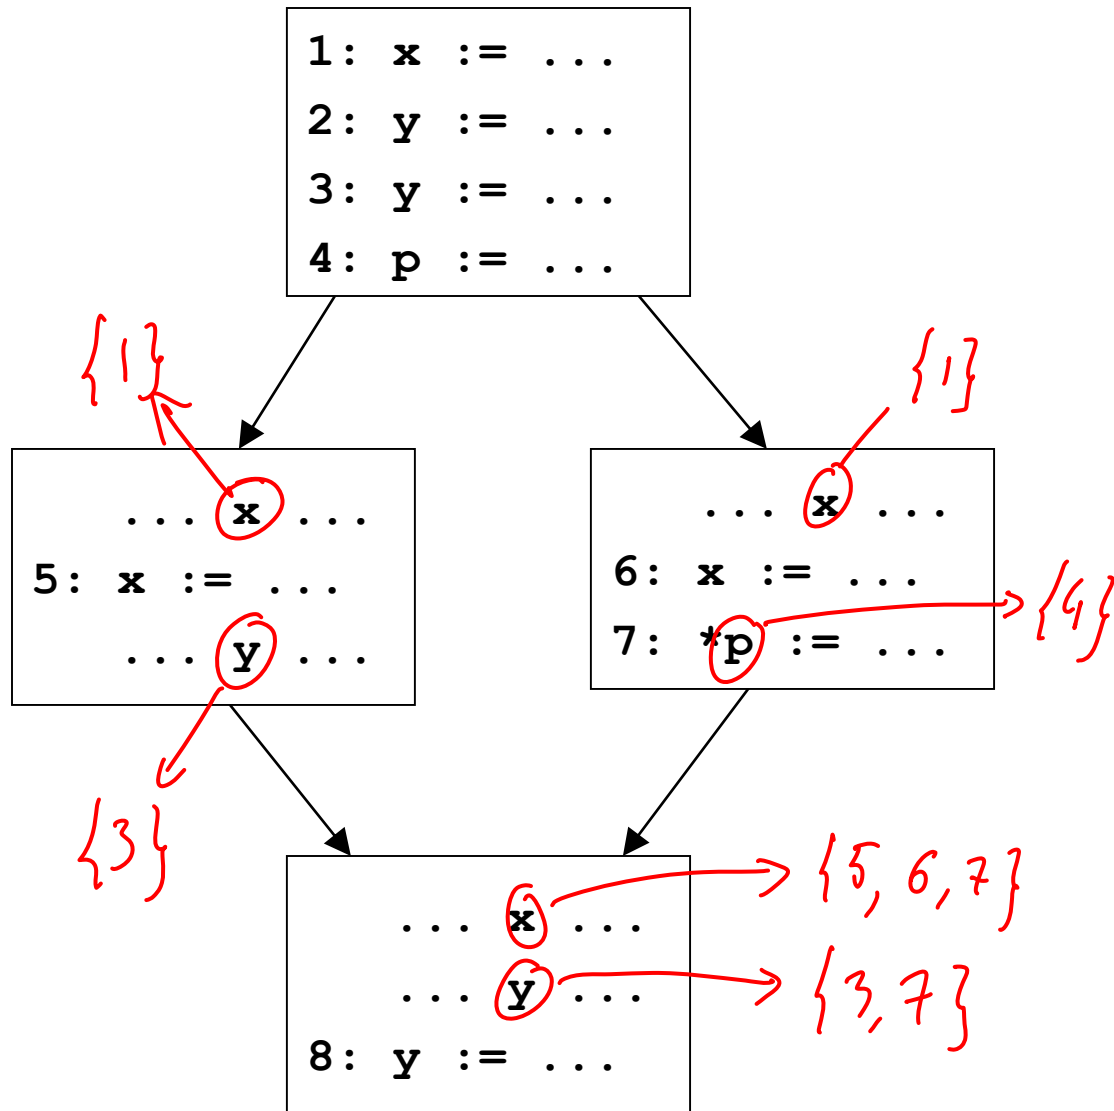 1: x := ...
2: y := ...
3: y := ...
4: p := ...
{1}
{1}
... x ...
5: x := ...
... y ...
... x ...
6: x := ...
7: *p := ...
{4}
{3}
... x ...
{5, 6, 7}
... y ...
{3, 7}
8: y := ...